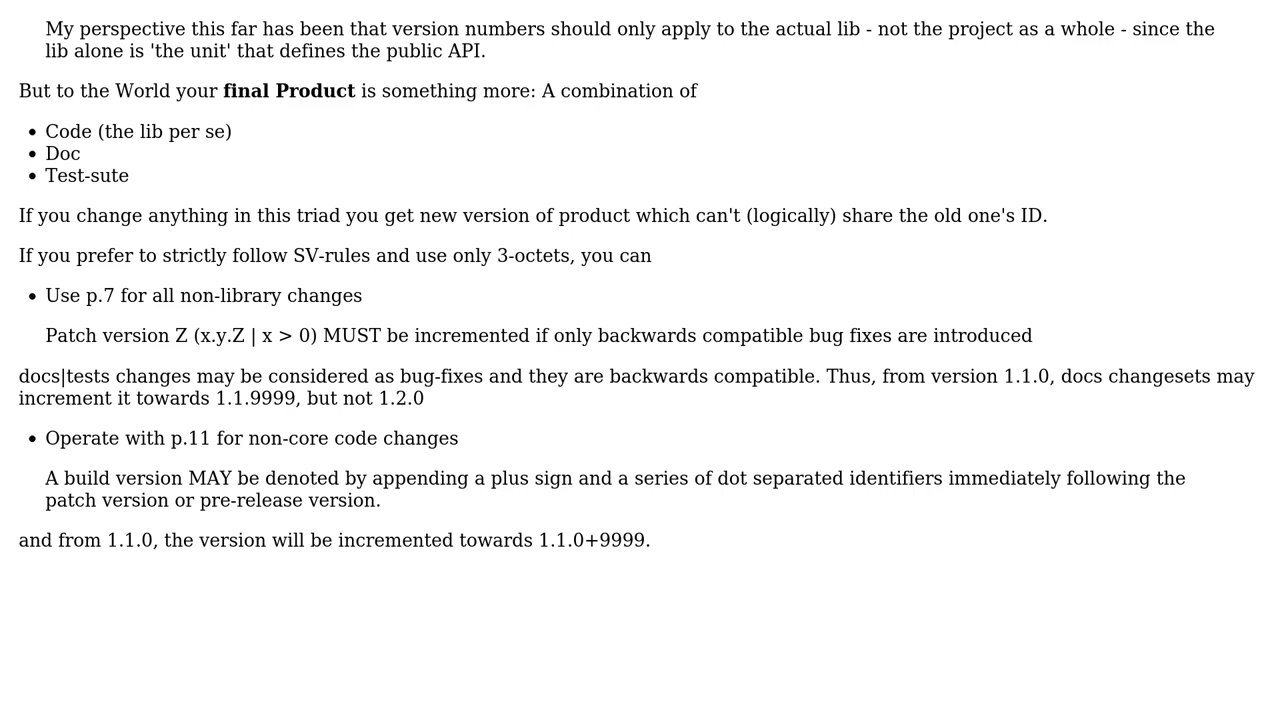 My perspective this far has been that version numbers should only apply to the actual lib - not the project as a whole - since the
lib alone is 'the unit' that defines the public API.
But to the World your final Product is something more: A combination of
• Code (the lib per se)
• Doc
• Test-sute
If you change anything in this triad you get new version of product which can't (logically) share the old one's ID.
If you prefer to strictly follow SV-rules and use only 3-octets, you can
• Use p.7 for all non-library changes
Patch version Z (x.y.Z | x > 0) MUST be incremented if only backwards compatible bug fixes are introduced
docs|tests changes may be considered as bug-fixes and they are backwards compatible. Thus, from version 1.1.0, docs changesets may
increment it towards 1.1.9999, but not 1.2.0
• Operate with p.11 for non-core code changes
A build version MAY be denoted by appending a plus sign and a series of dot separated identifiers immediately following the
patch version or pre-release version.
and from 1.1.0, the version will be incremented towards 1.1.0+9999.